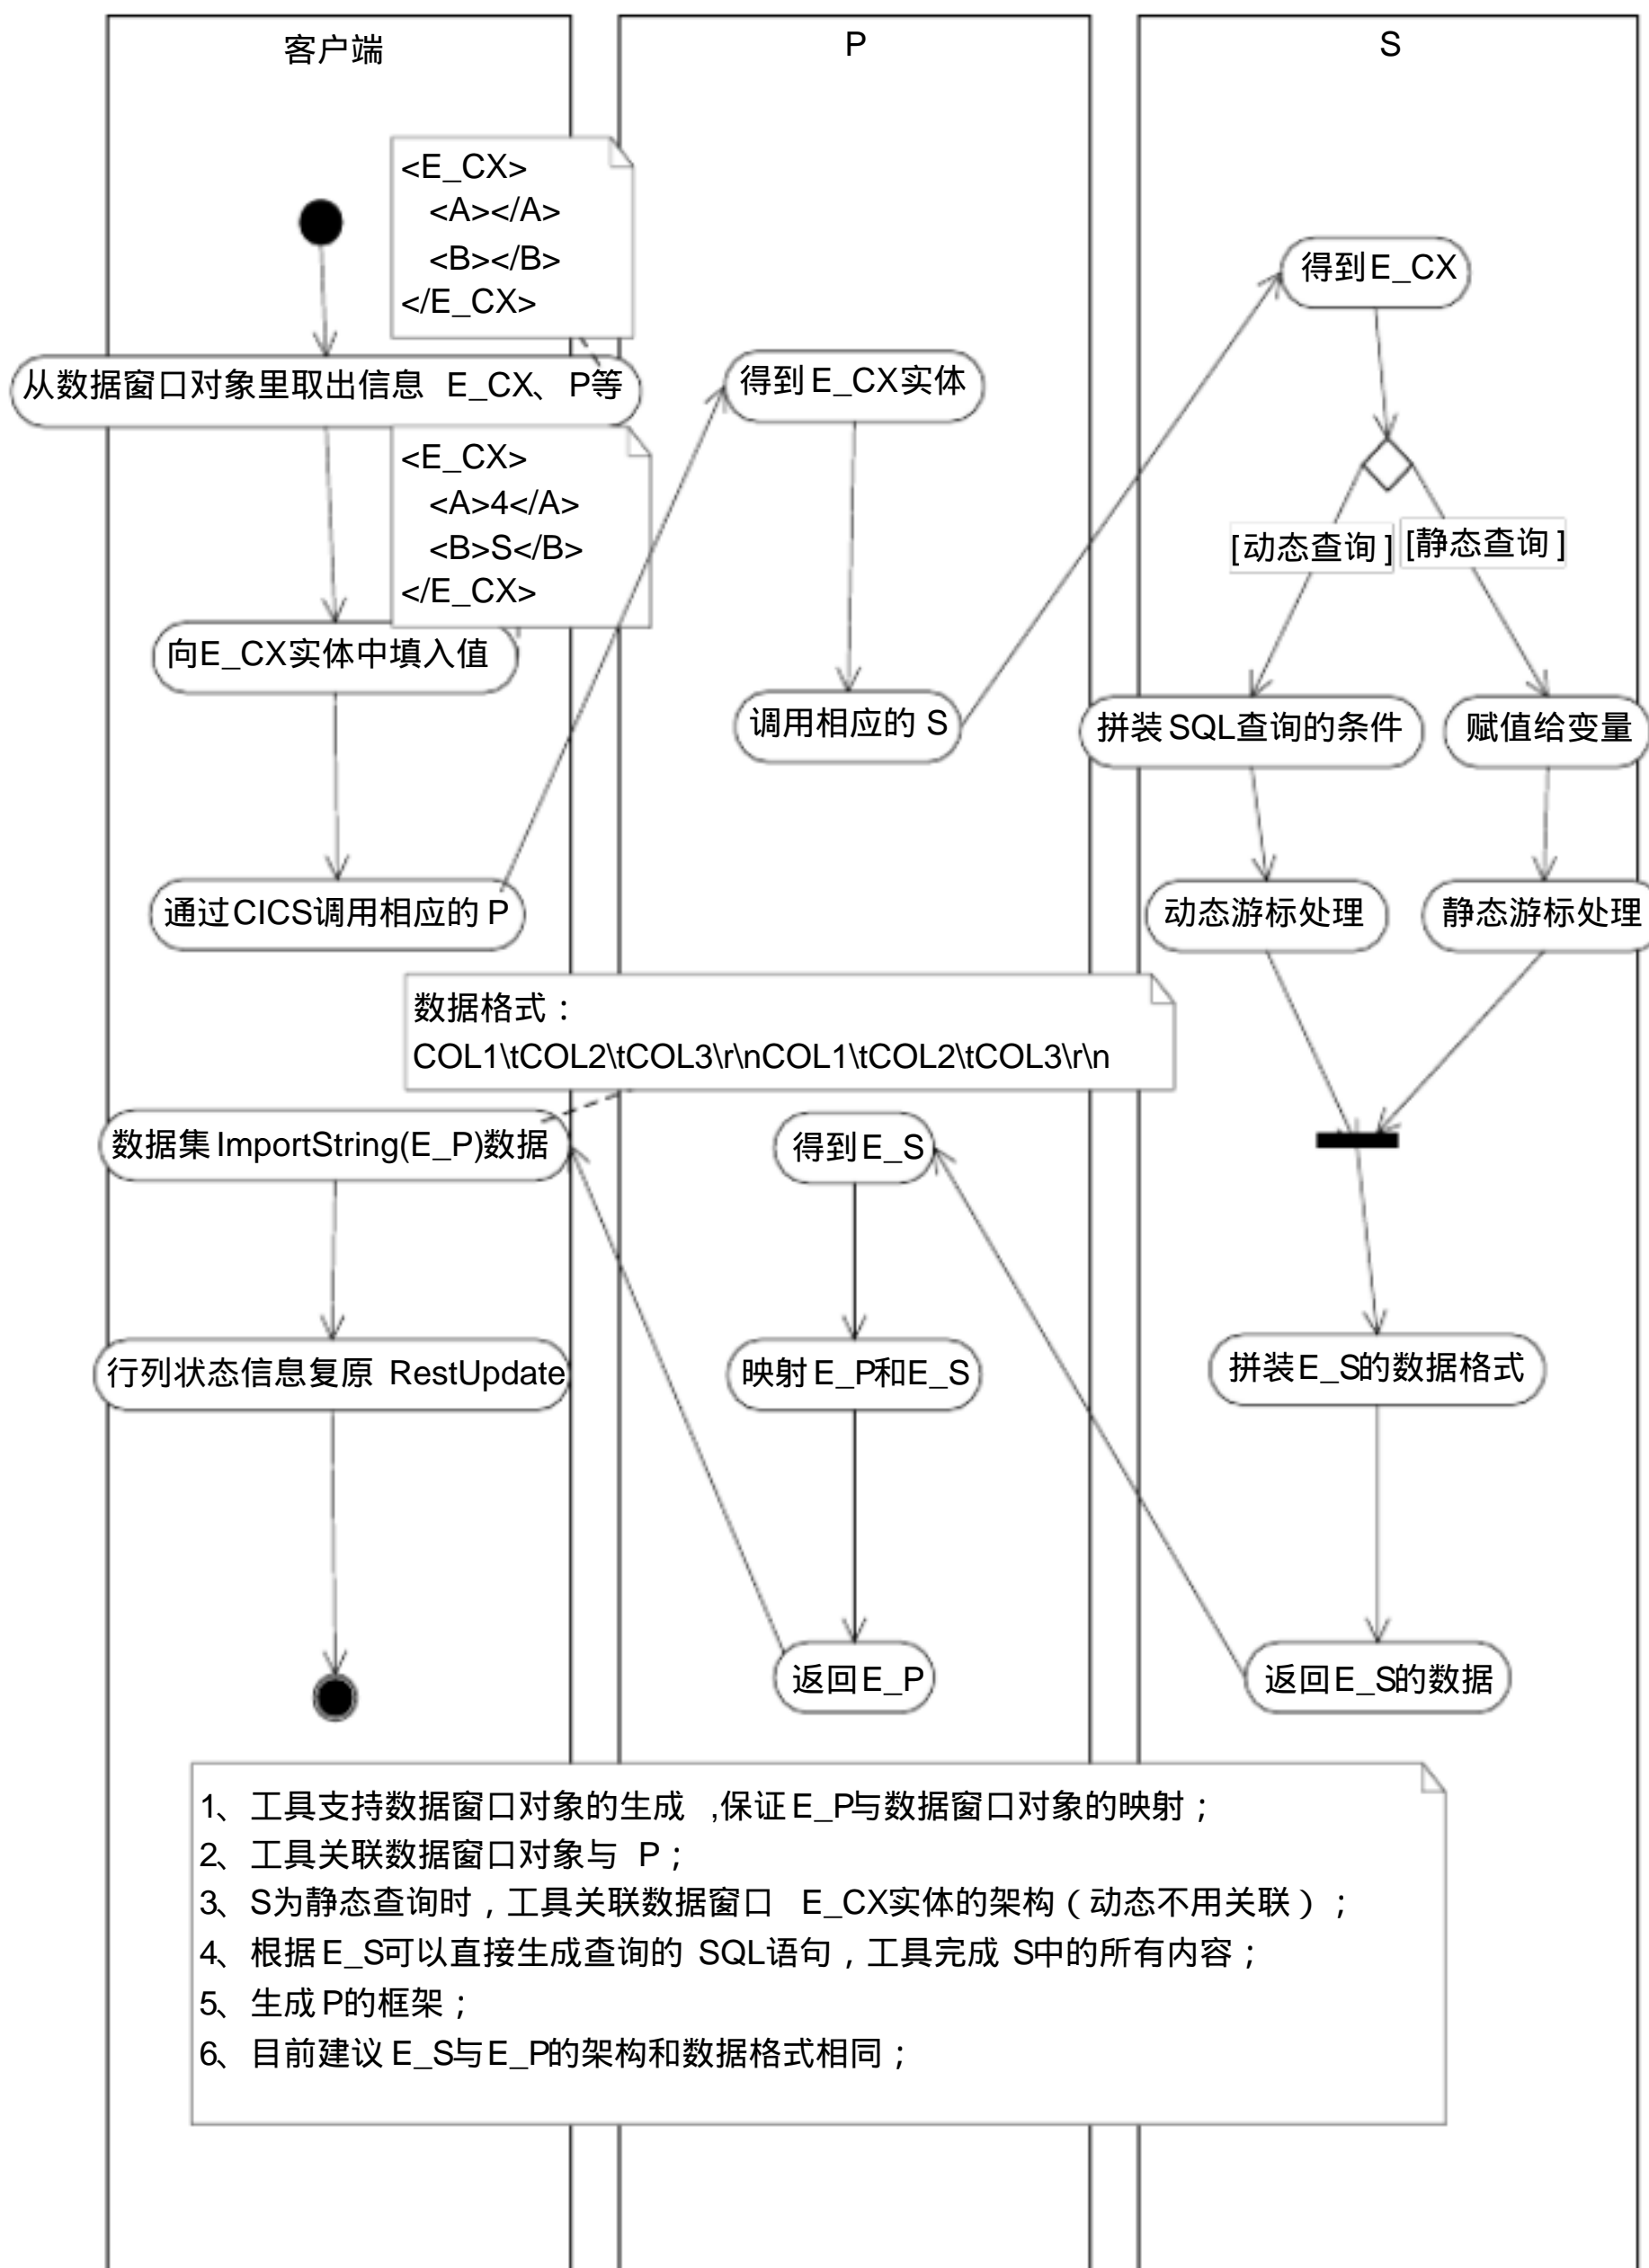 客户端
P
S
<E_CX>
<A></A>
<B></B>
</E_CX>
从数据窗口对象里取出信息 E_CX、P等
<E_CX>
<A>4</A>
<B>S</B>
</E_CX>
向E_CX实体中填入值
通过CICS调用相应的 P
得到E_CX实体
调用相应的 S
得到E_CX
[动态查询]
[静态查询]
拼装SQL查询的条件
赋值给变量
动态游标处理
静态游标处理
数据格式：
COL1\tCOL2\tCOL3\r\nCOL1\tCOL2\tCOL3\r\n
数据集ImportString(E_P)数据
行列状态信息复原 RestUpdate
得到E_S
映射E_P和E_S
返回E_P
拼装E_S的数据格式
返回E_S的数据
1、工具支持数据窗口对象的生成 ,保证E_P与数据窗口对象的映射；
2、工具关联数据窗口对象与 P；
3、S为静态查询时，工具关联数据窗口 E_CX实体的架构（动态不用关联）；
4、根据E_S可以直接生成查询的 SQL语句，工具完成 S中的所有内容；
5、生成P的框架；
6、目前建议E_S与E_P的架构和数据格式相同；